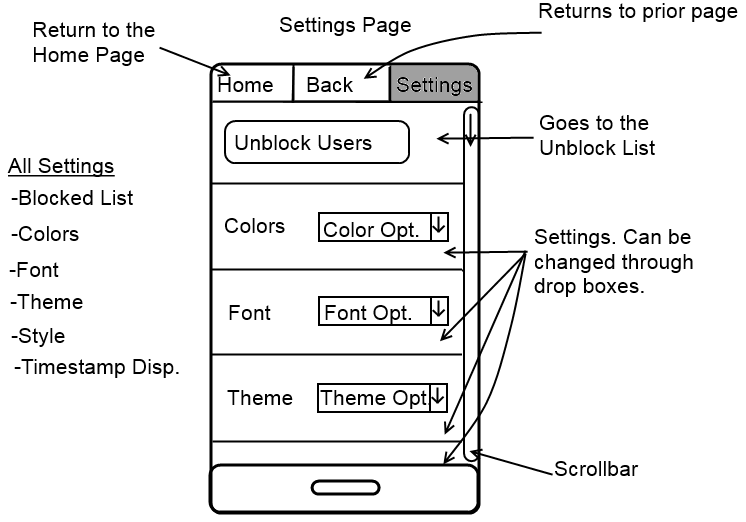 Settings Page
Returns to prior page
Return to the
Home Page
Home
Back
Settings
Unblock Users
Goes to the
Unblock List
All Settings
-Blocked List
-Colors
-Font
-Theme
-Style
-Timestamp Disp.
Colors
Color Opt.
Font
Font Opt.
Theme
Theme Opt.
Settings. Can be
changed through
drop boxes.
Scrollbar